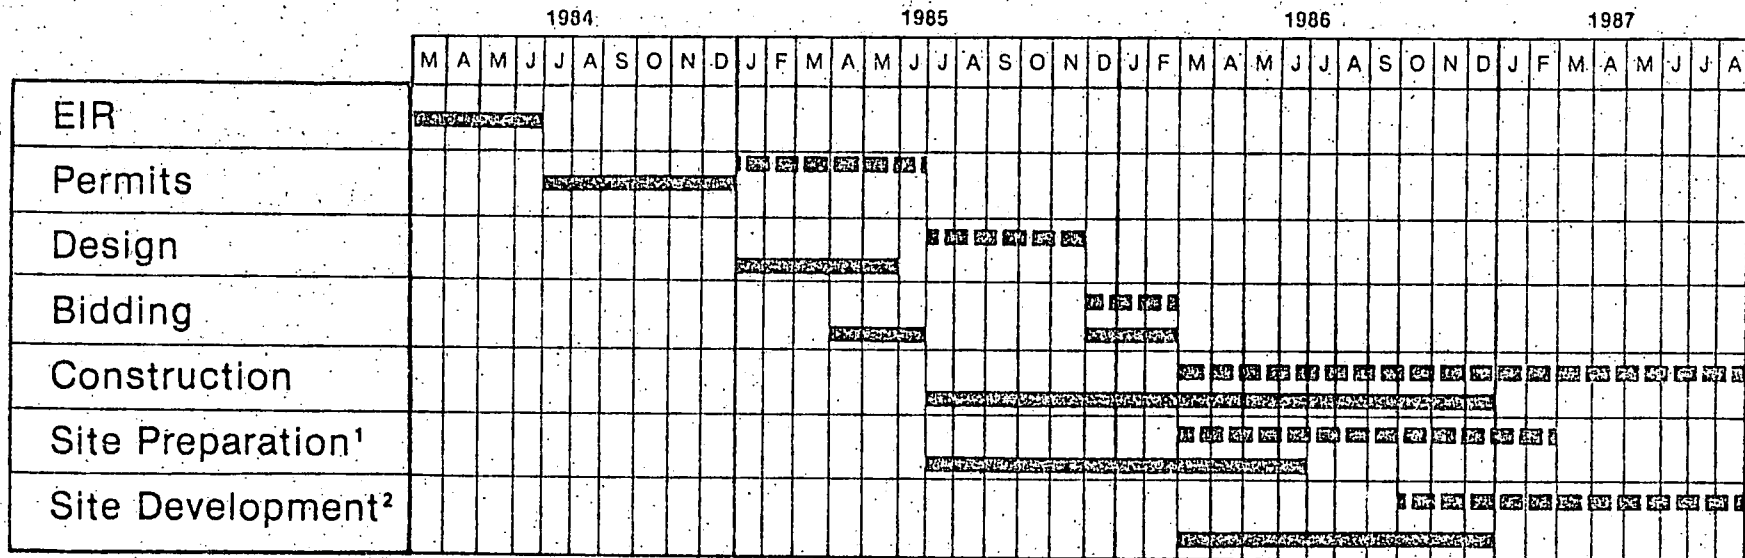 1984 1985 1986 1987
M A M J J A S O N D J F M A M J J A S O N D J F M A M J J A S O N D J F M A M J J A
EIR
Permits
Design
Bidding
Construction
Site Preparation¹
Site Development²